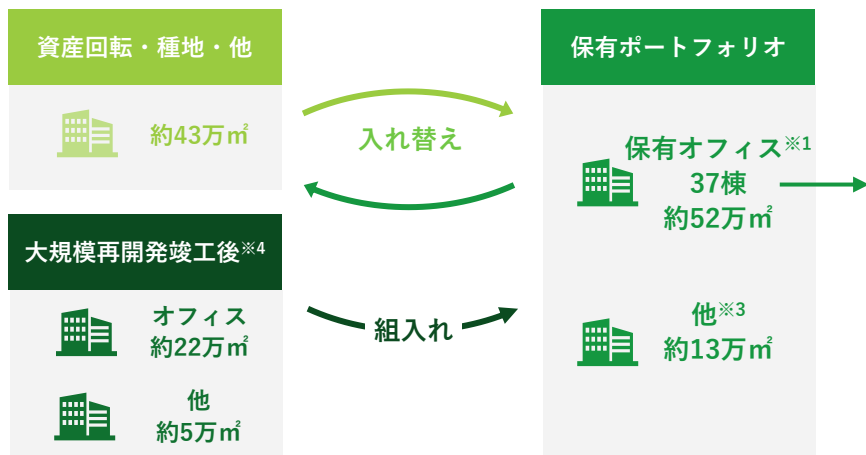 資産回転・種地・他
約43万㎡
大規模再開発竣工後※4
オフィス
約22万㎡
他
約5万㎡
入れ替え
組入れ
保有ポートフォリオ
保有オフィス※1
37棟
約52万㎡
他※3
約13万㎡